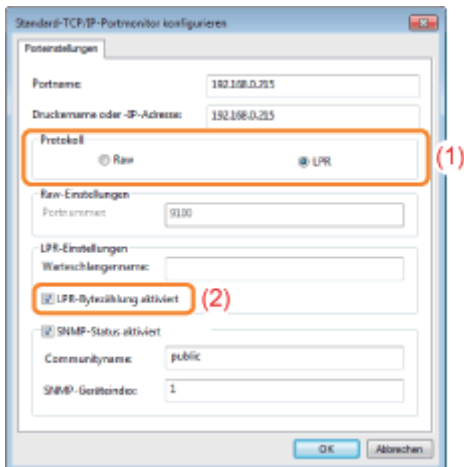 Standard-TCP/IP-Portmonitor konfigurieren
Porteinstellungen
Portname: 192.168.0.215
Druckername oder -IP-Adresse: 192.168.0.215
Protokoll
Raw LPR (1)
Raw-Einstellungen
Portnummer: 9100
LPR-Einstellungen
Warteschlangenname:
LPR-Bytezählung aktiviert (2)
SNMP-Status aktiviert
Communityname: public
SNMP-Geräteindex: 1
OK Abbrechen